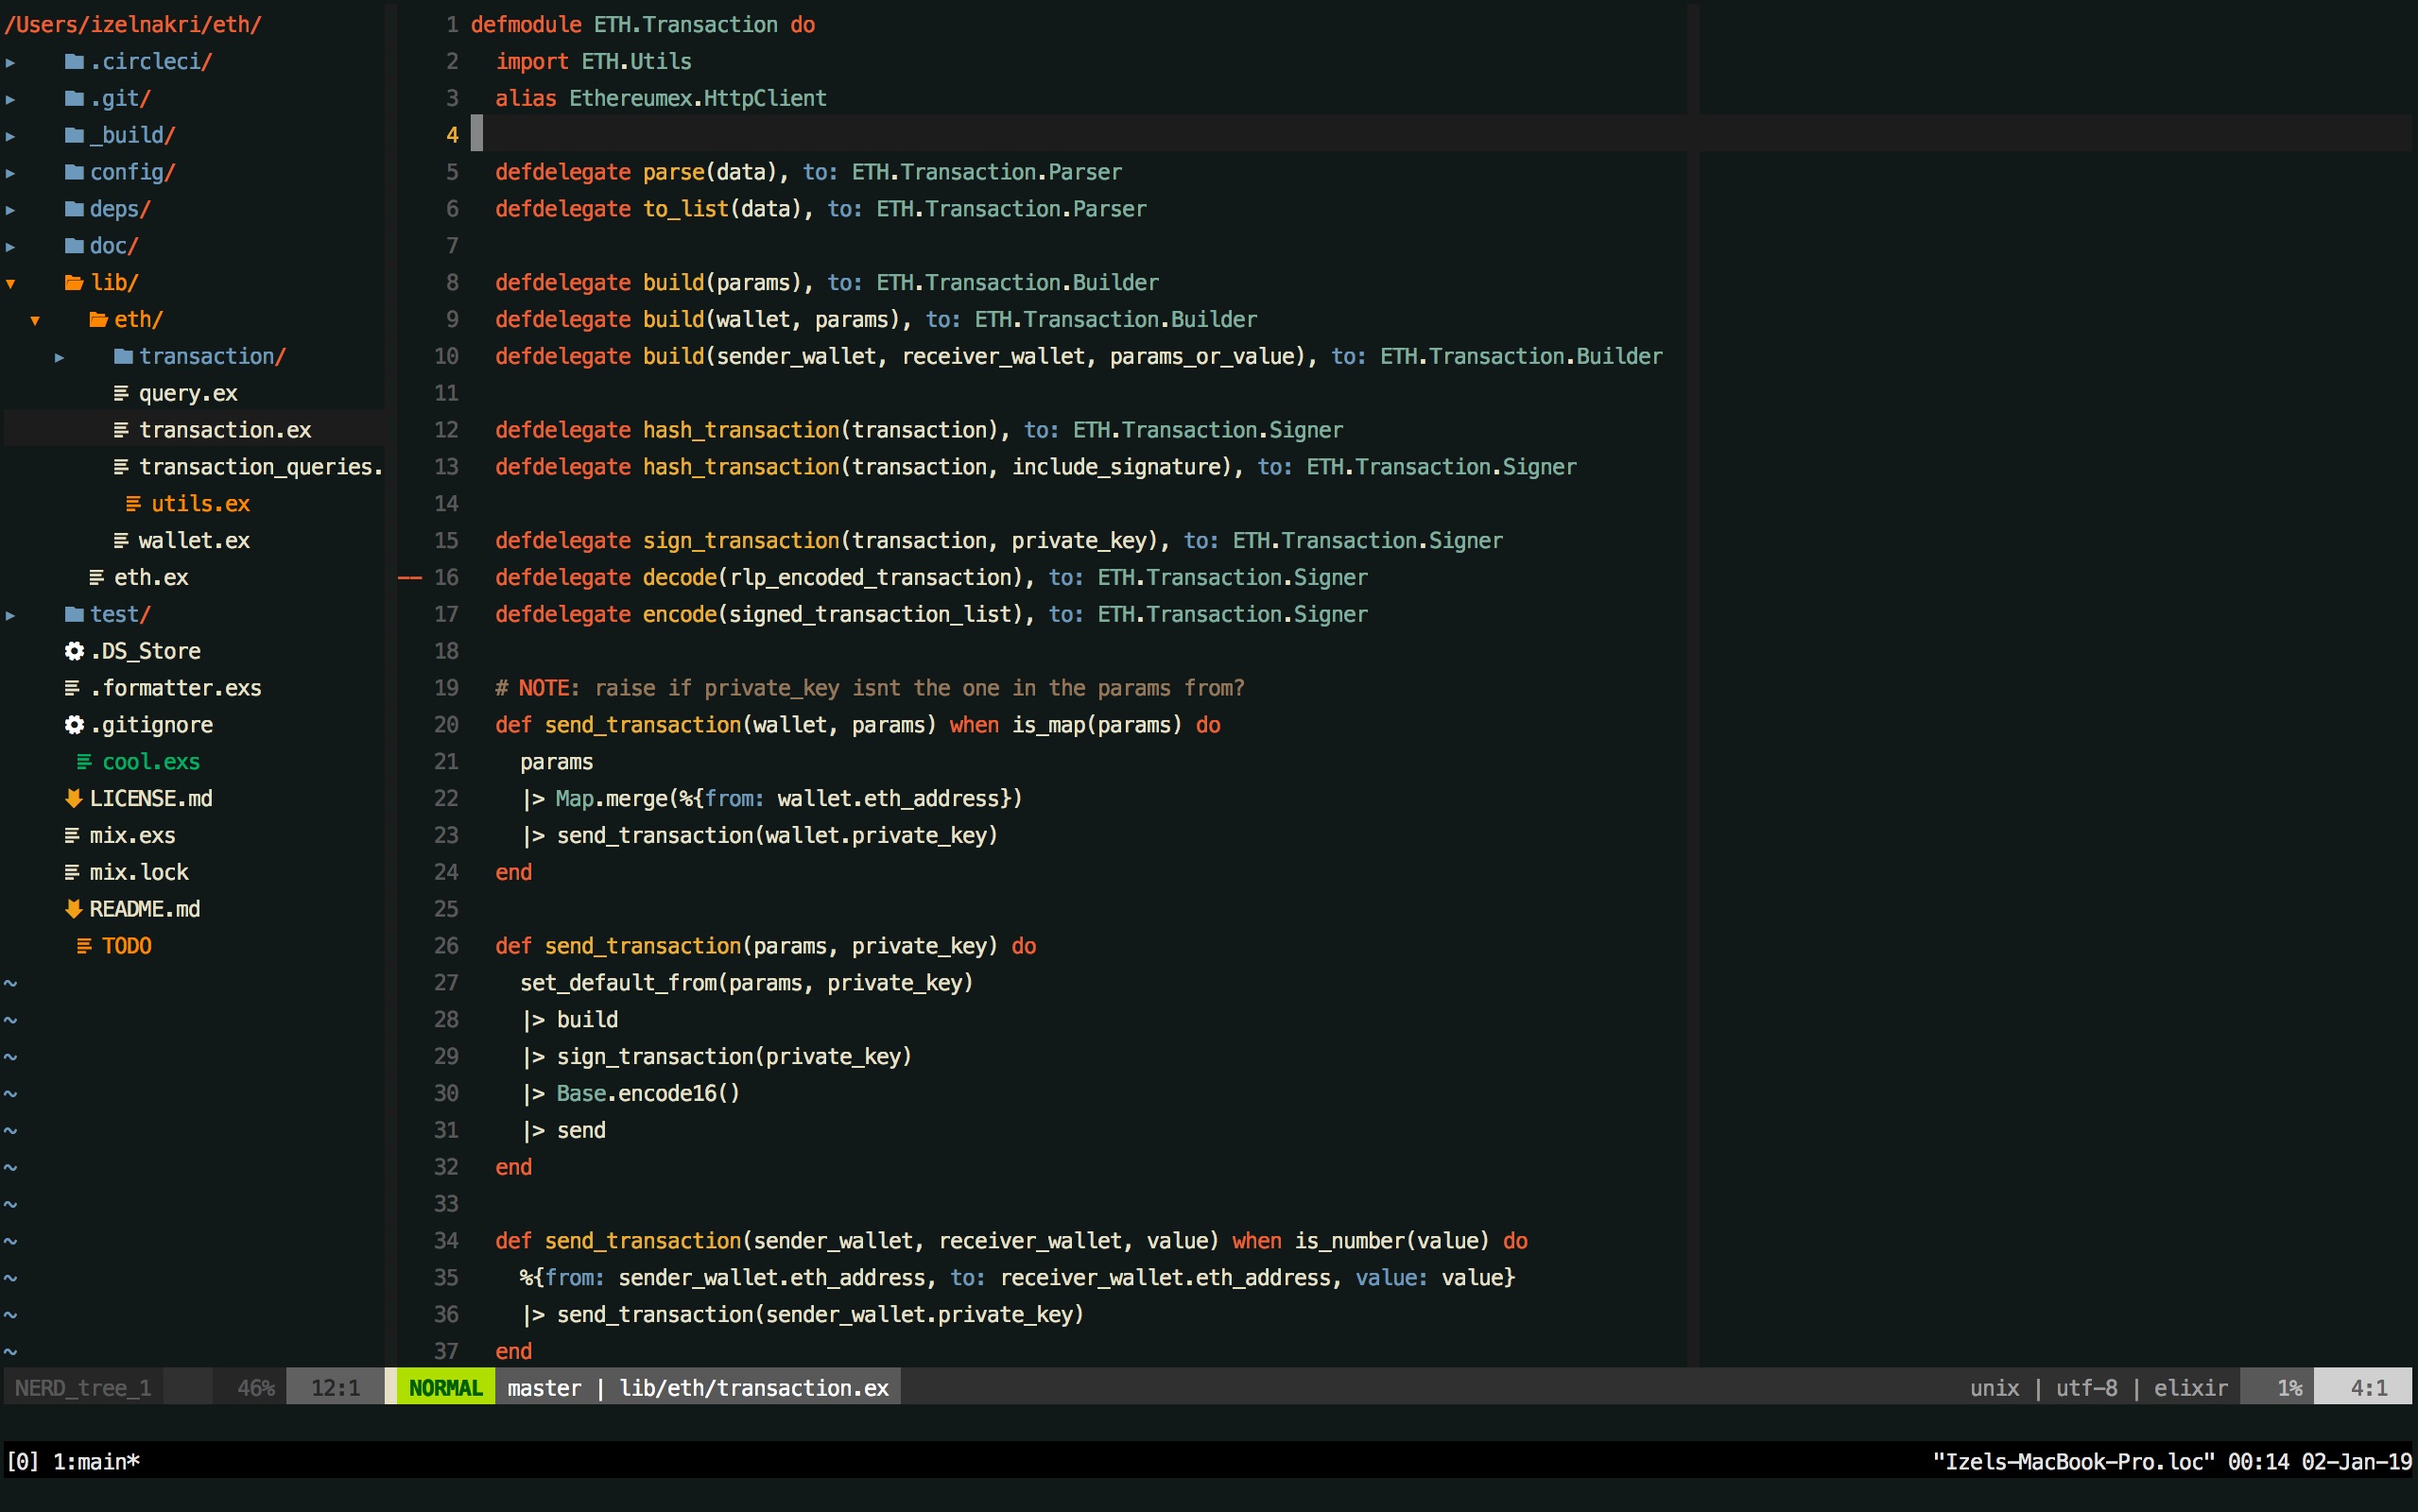 /Users/izelnakri/eth/
▸ .circleci/
▸ .git/
▸ _build/
▸ config/
▸ deps/
▸ doc/
▾ lib/
▾ eth/
▸ transaction/
query.ex
transaction.ex
transaction_queries.
utils.ex
wallet.ex
eth.ex
▸ test/
.DS_Store
.formatter.exs
.gitignore
cool.exs
LICENSE.md
mix.exs
mix.lock
README.md
TODO
~
~
~
~
~
~
~
~
~
~
~
1 defmodule ETH.Transaction do
2   import ETH.Utils
3   alias Ethereumex.HttpClient
4
5   defdelegate parse(data), to: ETH.Transaction.Parser
6   defdelegate to_list(data), to: ETH.Transaction.Parser
7
8   defdelegate build(params), to: ETH.Transaction.Builder
9   defdelegate build(wallet, params), to: ETH.Transaction.Builder
10   defdelegate build(sender_wallet, receiver_wallet, params_or_value), to: ETH.Transaction.Builder
11
12   defdelegate hash_transaction(transaction), to: ETH.Transaction.Signer
13   defdelegate hash_transaction(transaction, include_signature), to: ETH.Transaction.Signer
14
15   defdelegate sign_transaction(transaction, private_key), to: ETH.Transaction.Signer
-- 16   defdelegate decode(rlp_encoded_transaction), to: ETH.Transaction.Signer
17   defdelegate encode(signed_transaction_list), to: ETH.Transaction.Signer
18
19   # NOTE: raise if private_key isnt the one in the params from?
20   def send_transaction(wallet, params) when is_map(params) do
21     params
22     |> Map.merge(%{from: wallet.eth_address})
23     |> send_transaction(wallet.private_key)
24   end
25
26   def send_transaction(params, private_key) do
27     set_default_from(params, private_key)
28     |> build
29     |> sign_transaction(private_key)
30     |> Base.encode16()
31     |> send
32   end
33
34   def send_transaction(sender_wallet, receiver_wallet, value) when is_number(value) do
35     %{from: sender_wallet.eth_address, to: receiver_wallet.eth_address, value: value}
36     |> send_transaction(sender_wallet.private_key)
37   end
NERD_tree_1 46% 12:1 NORMAL master | lib/eth/transaction.ex unix | utf-8 | elixir 1% 4:1
[0] 1:main* "Izels-MacBook-Pro.loc" 00:14 02-Jan-19